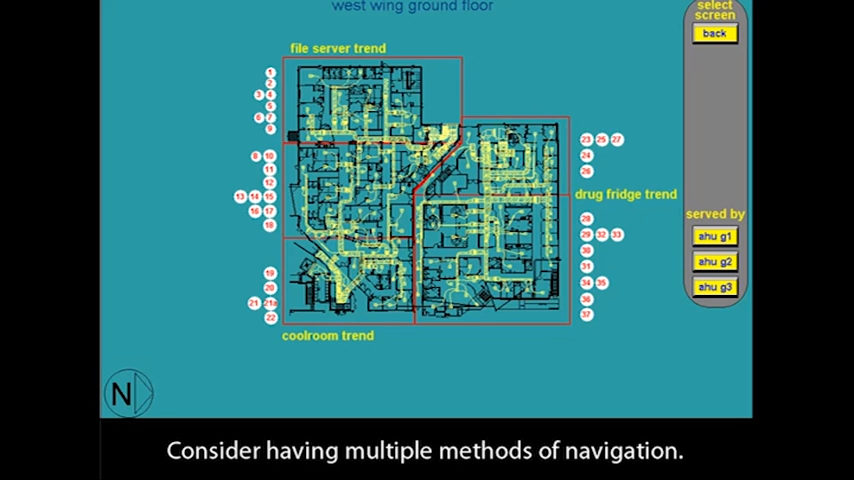 west wing ground floor
select
screen
back
file server trend
1
2
3 4
5
6 7
9
8 10
11
12
13 14 15
16 17
18
19
20
21 21a
22
23 25 27
24
26
drug fridge trend
28
29 32 33
30
31
34 35
36
37
served by
ahu g1
ahu g2
ahu g3
coolroom trend
N
Consider having multiple methods of navigation.